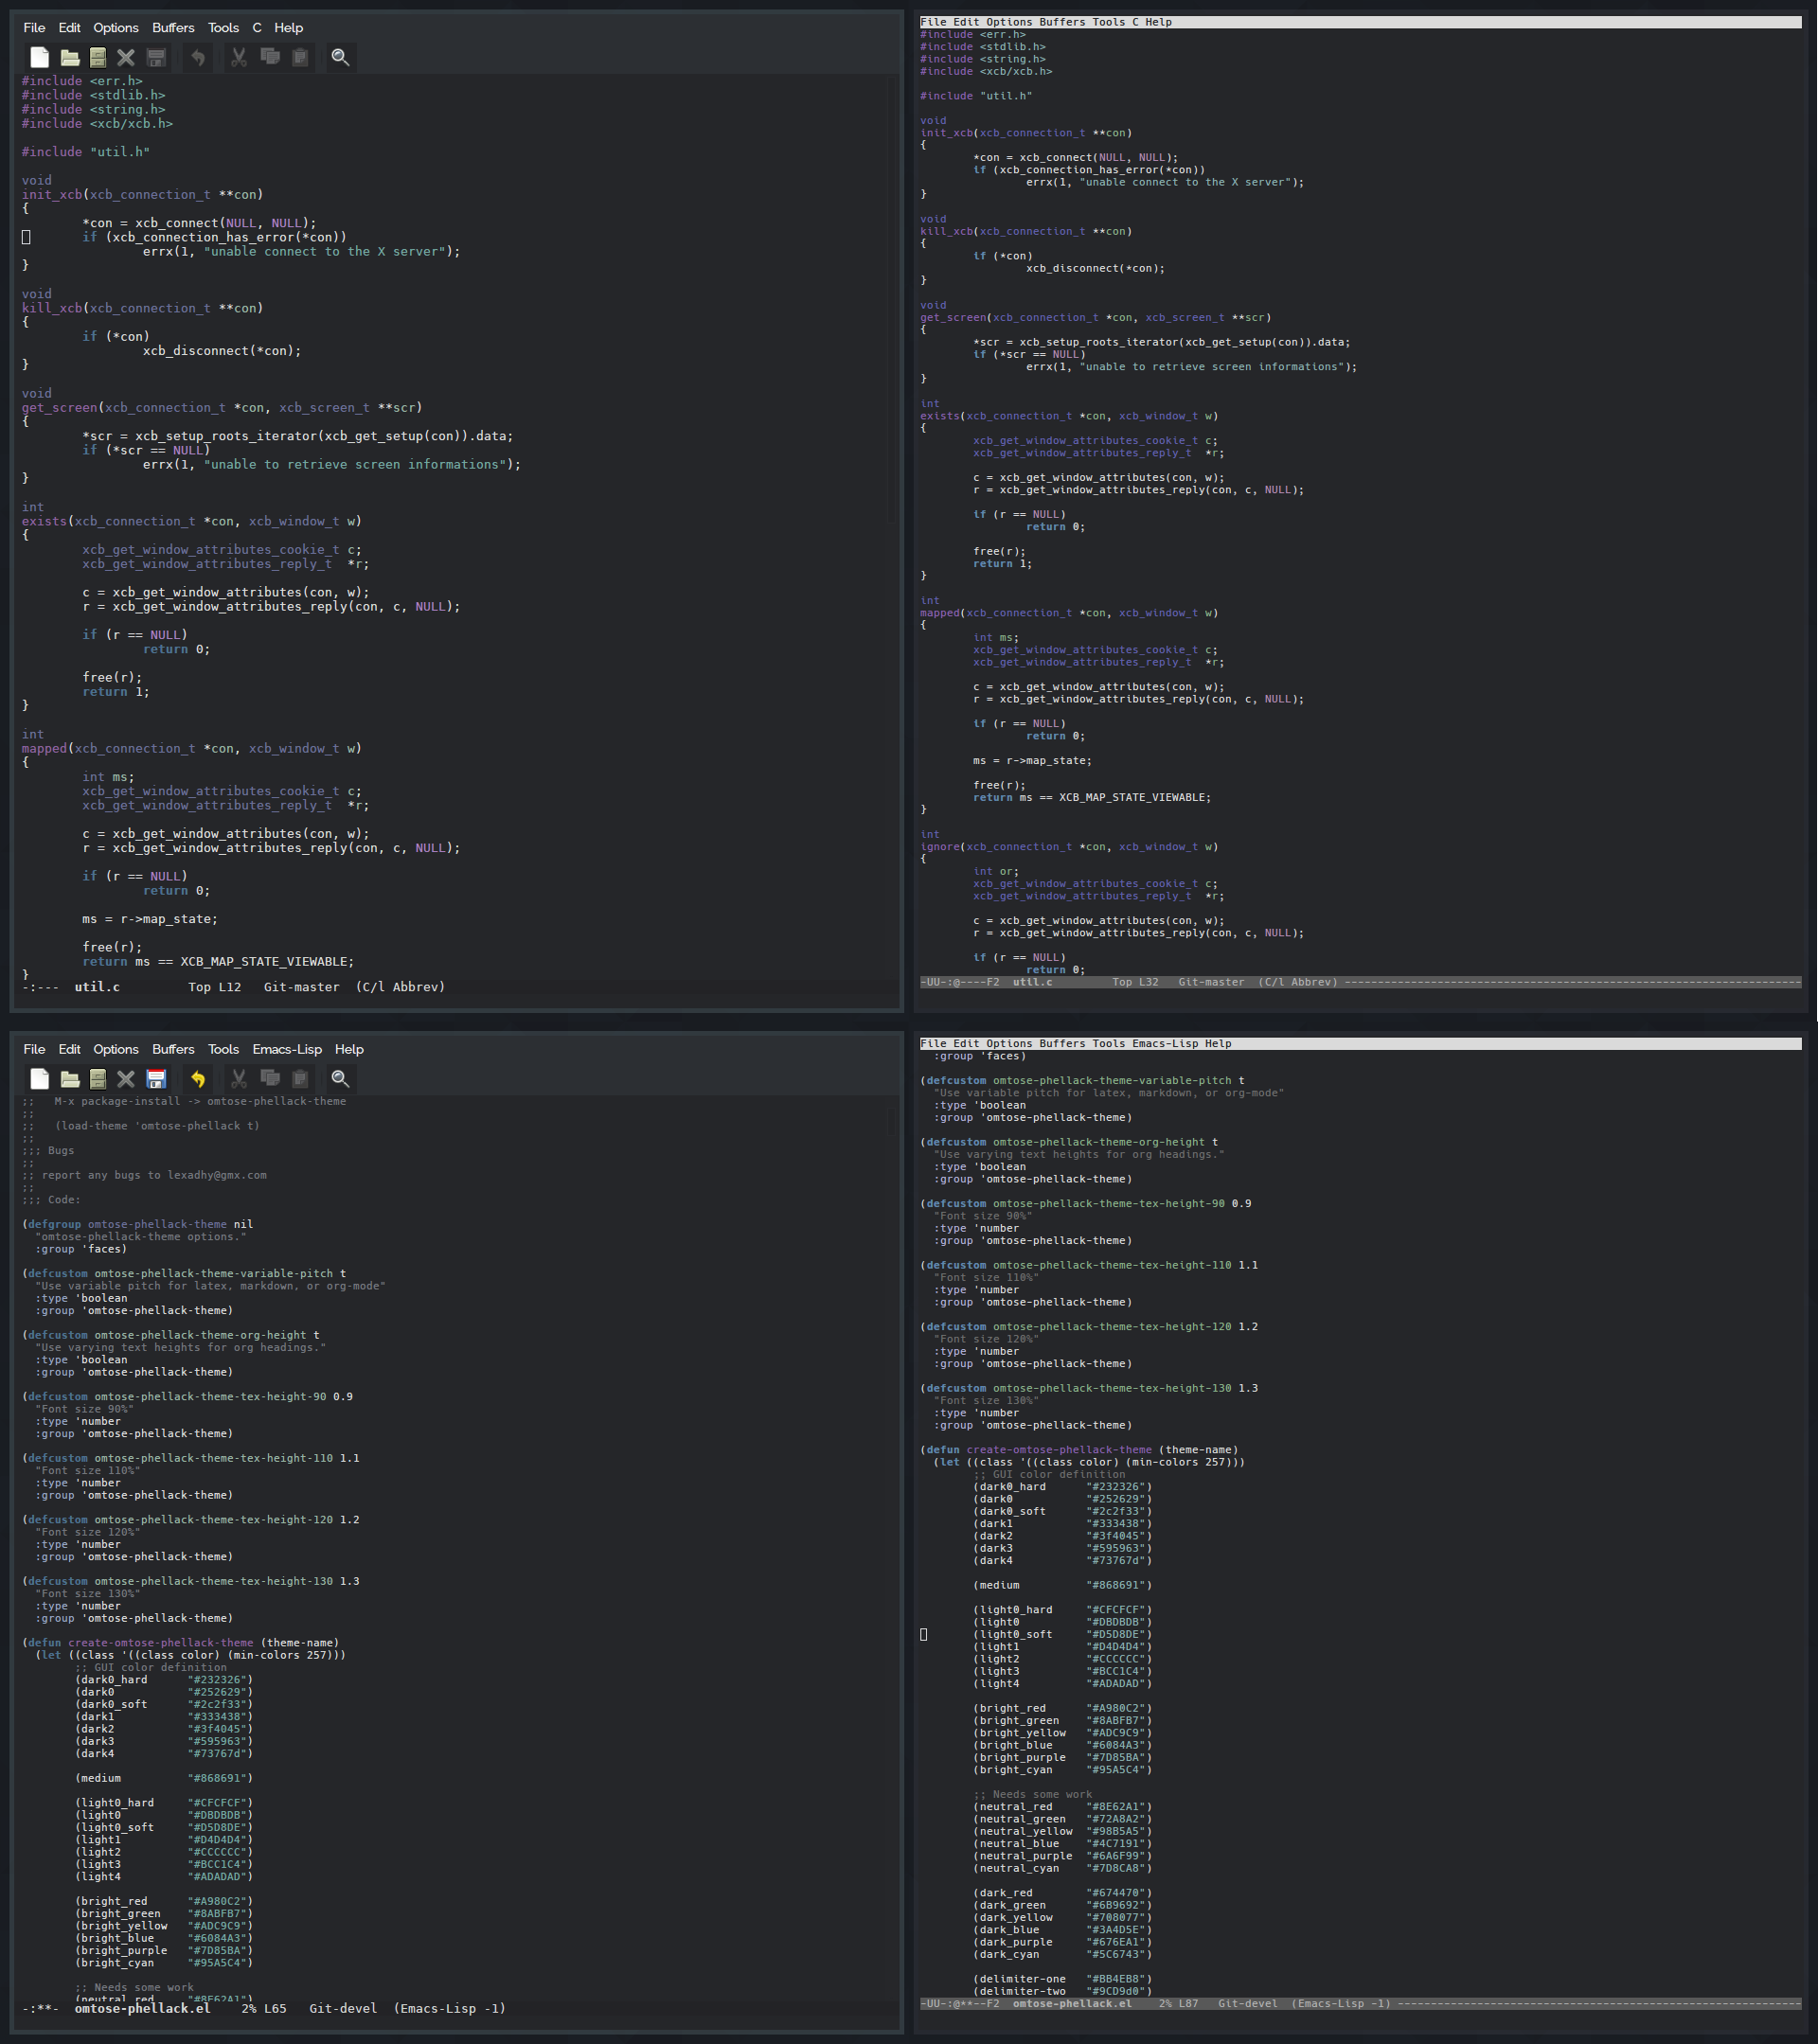 File Edit Options Buffers Tools C Help
#include <err.h>
#include <stdlib.h>
#include <string.h>
#include <xcb/xcb.h>
#include "util.h"
void
init_xcb(xcb_connection_t **con)
{
*con = xcb_connect(NULL, NULL);
if (xcb_connection_has_error(*con))
errx(1, "unable connect to the X server");
}
void
kill_xcb(xcb_connection_t **con)
{
if (*con)
xcb_disconnect(*con);
}
void
get_screen(xcb_connection_t *con, xcb_screen_t **scr)
{
*scr = xcb_setup_roots_iterator(xcb_get_setup(con)).data;
if (*scr == NULL)
errx(1, "unable to retrieve screen informations");
}
int
exists(xcb_connection_t *con, xcb_window_t w)
{
xcb_get_window_attributes_cookie_t c;
xcb_get_window_attributes_reply_t  *r;
c = xcb_get_window_attributes(con, w);
r = xcb_get_window_attributes_reply(con, c, NULL);
if (r == NULL)
return 0;
free(r);
return 1;
}
int
mapped(xcb_connection_t *con, xcb_window_t w)
{
int ms;
xcb_get_window_attributes_cookie_t c;
xcb_get_window_attributes_reply_t  *r;
c = xcb_get_window_attributes(con, w);
r = xcb_get_window_attributes_reply(con, c, NULL);
if (r == NULL)
return 0;
ms = r->map_state;
free(r);
return ms == XCB_MAP_STATE_VIEWABLE;
}
-:---  util.c         Top L12   Git-master  (C/l Abbrev)
File Edit Options Buffers Tools C Help
#include <err.h>
#include <stdlib.h>
#include <string.h>
#include <xcb/xcb.h>
#include "util.h"
void
init_xcb(xcb_connection_t **con)
{
*con = xcb_connect(NULL, NULL);
if (xcb_connection_has_error(*con))
errx(1, "unable connect to the X server");
}
void
kill_xcb(xcb_connection_t **con)
{
if (*con)
xcb_disconnect(*con);
}
void
get_screen(xcb_connection_t *con, xcb_screen_t **scr)
{
*scr = xcb_setup_roots_iterator(xcb_get_setup(con)).data;
if (*scr == NULL)
errx(1, "unable to retrieve screen informations");
}
int
exists(xcb_connection_t *con, xcb_window_t w)
{
xcb_get_window_attributes_cookie_t c;
xcb_get_window_attributes_reply_t  *r;
c = xcb_get_window_attributes(con, w);
r = xcb_get_window_attributes_reply(con, c, NULL);
if (r == NULL)
return 0;
free(r);
return 1;
}
int
mapped(xcb_connection_t *con, xcb_window_t w)
{
int ms;
xcb_get_window_attributes_cookie_t c;
xcb_get_window_attributes_reply_t  *r;
c = xcb_get_window_attributes(con, w);
r = xcb_get_window_attributes_reply(con, c, NULL);
if (r == NULL)
return 0;
ms = r->map_state;
free(r);
return ms == XCB_MAP_STATE_VIEWABLE;
}
int
ignore(xcb_connection_t *con, xcb_window_t w)
{
int or;
xcb_get_window_attributes_cookie_t c;
xcb_get_window_attributes_reply_t  *r;
c = xcb_get_window_attributes(con, w);
r = xcb_get_window_attributes_reply(con, c, NULL);
if (r == NULL)
return 0;
-UU-:@----F2  util.c         Top L32   Git-master  (C/l Abbrev) ---------------------------------------------------------------------
File Edit Options Buffers Tools Emacs-Lisp Help
;;   M-x package-install -> omtose-phellack-theme
;;
;;   (load-theme 'omtose-phellack t)
;;
;;; Bugs
;;
;; report any bugs to lexadhy@gmx.com
;;
;;; Code:
(defgroup omtose-phellack-theme nil
"omtose-phellack-theme options."
:group 'faces)
(defcustom omtose-phellack-theme-variable-pitch t
"Use variable pitch for latex, markdown, or org-mode"
:type 'boolean
:group 'omtose-phellack-theme)
(defcustom omtose-phellack-theme-org-height t
"Use varying text heights for org headings."
:type 'boolean
:group 'omtose-phellack-theme)
(defcustom omtose-phellack-theme-tex-height-90 0.9
"Font size 90%"
:type 'number
:group 'omtose-phellack-theme)
(defcustom omtose-phellack-theme-tex-height-110 1.1
"Font size 110%"
:type 'number
:group 'omtose-phellack-theme)
(defcustom omtose-phellack-theme-tex-height-120 1.2
"Font size 120%"
:type 'number
:group 'omtose-phellack-theme)
(defcustom omtose-phellack-theme-tex-height-130 1.3
"Font size 130%"
:type 'number
:group 'omtose-phellack-theme)
(defun create-omtose-phellack-theme (theme-name)
(let ((class '((class color) (min-colors 257)))
;; GUI color definition
(dark0_hard      "#232326")
(dark0           "#252629")
(dark0_soft      "#2c2f33")
(dark1           "#333438")
(dark2           "#3f4045")
(dark3           "#595963")
(dark4           "#73767d")
(medium          "#868691")
(light0_hard     "#CFCFCF")
(light0          "#DBDBDB")
(light0_soft     "#D5D8DE")
(light1          "#D4D4D4")
(light2          "#CCCCCC")
(light3          "#BCC1C4")
(light4          "#ADADAD")
(bright_red      "#A980C2")
(bright_green    "#8ABFB7")
(bright_yellow   "#ADC9C9")
(bright_blue     "#6084A3")
(bright_purple   "#7D85BA")
(bright_cyan     "#95A5C4")
;; Needs some work
(neutral_red     "#8E62A1")
-:**-  omtose-phellack.el    2% L65   Git-devel  (Emacs-Lisp -1)
File Edit Options Buffers Tools Emacs-Lisp Help
:group 'faces)
(defcustom omtose-phellack-theme-variable-pitch t
"Use variable pitch for latex, markdown, or org-mode"
:type 'boolean
:group 'omtose-phellack-theme)
(defcustom omtose-phellack-theme-org-height t
"Use varying text heights for org headings."
:type 'boolean
:group 'omtose-phellack-theme)
(defcustom omtose-phellack-theme-tex-height-90 0.9
"Font size 90%"
:type 'number
:group 'omtose-phellack-theme)
(defcustom omtose-phellack-theme-tex-height-110 1.1
"Font size 110%"
:type 'number
:group 'omtose-phellack-theme)
(defcustom omtose-phellack-theme-tex-height-120 1.2
"Font size 120%"
:type 'number
:group 'omtose-phellack-theme)
(defcustom omtose-phellack-theme-tex-height-130 1.3
"Font size 130%"
:type 'number
:group 'omtose-phellack-theme)
(defun create-omtose-phellack-theme (theme-name)
(let ((class '((class color) (min-colors 257)))
;; GUI color definition
(dark0_hard      "#232326")
(dark0           "#252629")
(dark0_soft      "#2c2f33")
(dark1           "#333438")
(dark2           "#3f4045")
(dark3           "#595963")
(dark4           "#73767d")
(medium          "#868691")
(light0_hard     "#CFCFCF")
(light0          "#DBDBDB")
(light0_soft     "#D5D8DE")
(light1          "#D4D4D4")
(light2          "#CCCCCC")
(light3          "#BCC1C4")
(light4          "#ADADAD")
(bright_red      "#A980C2")
(bright_green    "#8ABFB7")
(bright_yellow   "#ADC9C9")
(bright_blue     "#6084A3")
(bright_purple   "#7D85BA")
(bright_cyan     "#95A5C4")
;; Needs some work
(neutral_red     "#8E62A1")
(neutral_green   "#72A8A2")
(neutral_yellow  "#98B5A5")
(neutral_blue    "#4C7191")
(neutral_purple  "#6A6F99")
(neutral_cyan    "#7D8CA8")
(dark_red        "#674470")
(dark_green      "#6B9692")
(dark_yellow     "#708077")
(dark_blue       "#3A4D5E")
(dark_purple     "#676EA1")
(dark_cyan       "#5C6743")
(delimiter-one   "#BB4EB8")
(delimiter-two   "#9CD9d0")
-UU-:@**--F2  omtose-phellack.el    2% L87   Git-devel  (Emacs-Lisp -1) -------------------------------------------------------------